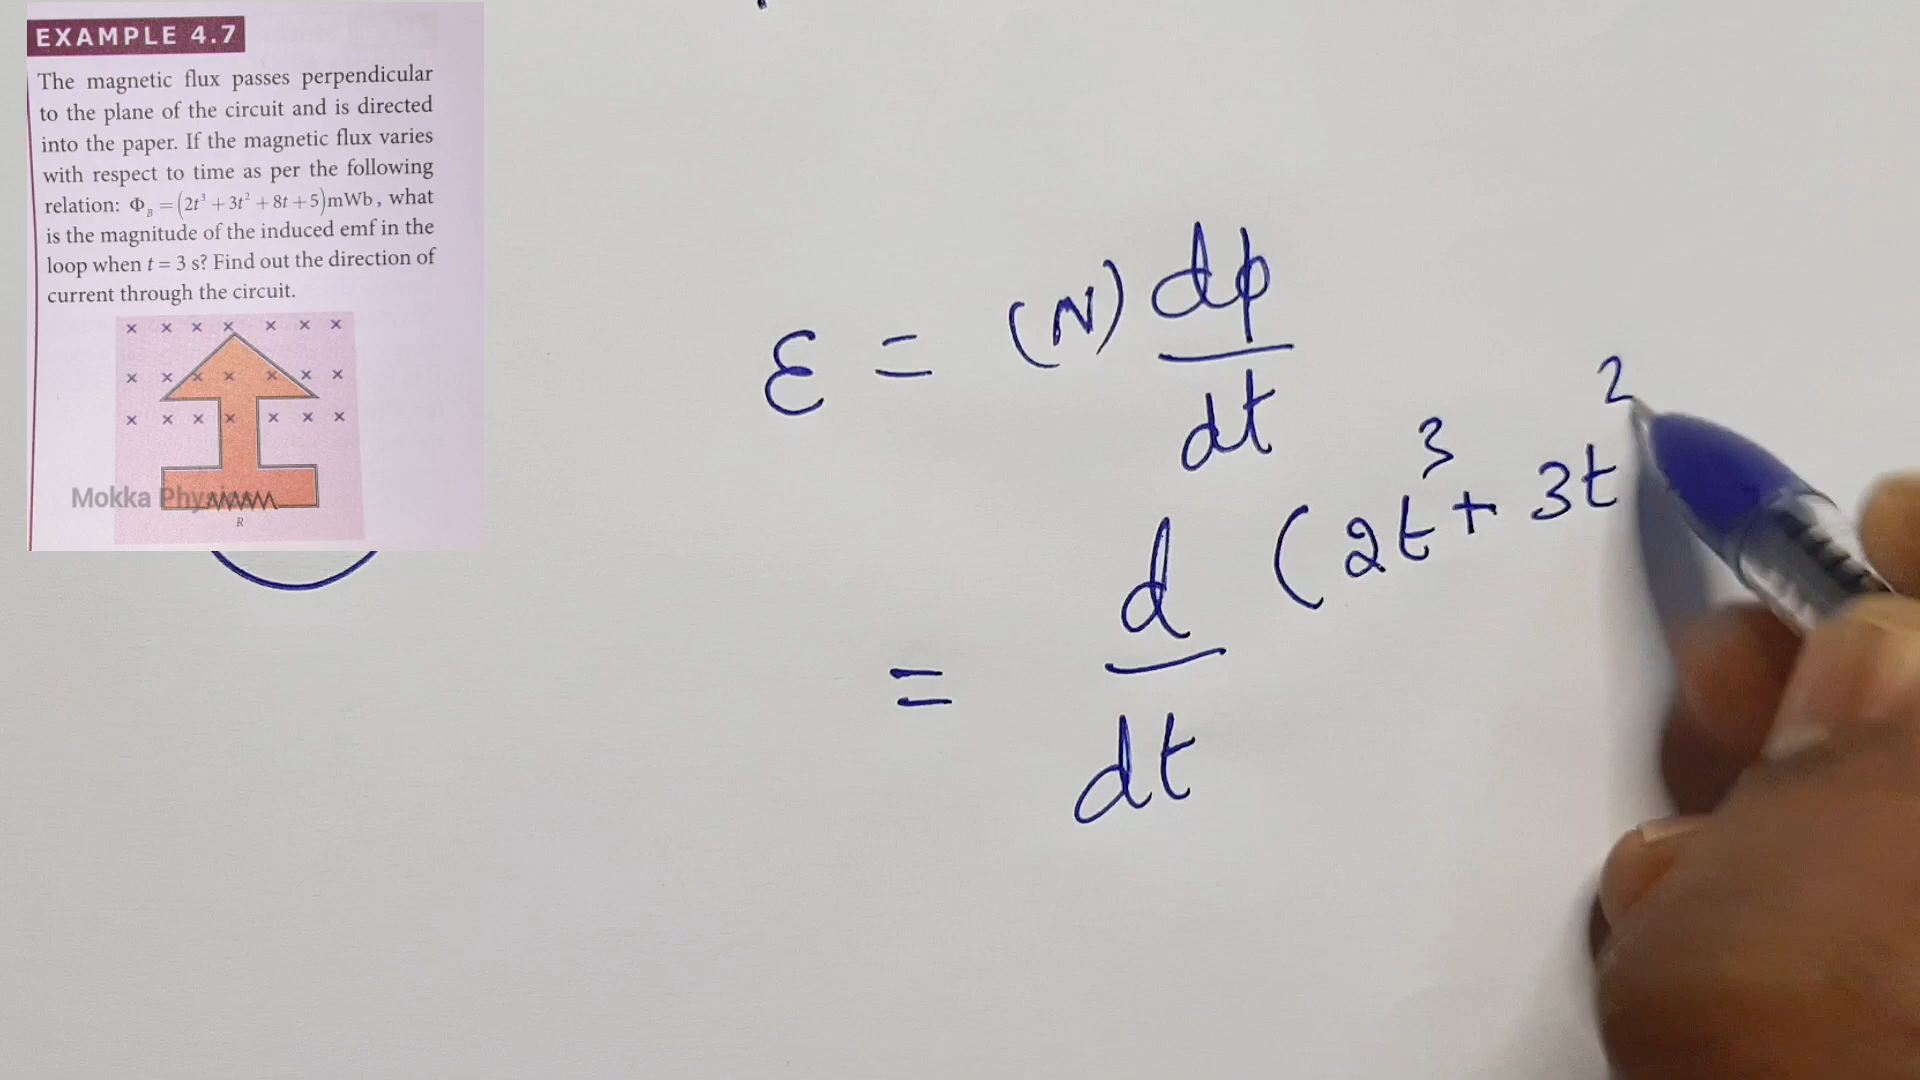 EXAMPLE 4.7
The magnetic flux passes perpendicular
to the plane of the circuit and is directed
into the paper. If the magnetic flux varies
with respect to time as per the following
relation: Φ_B = (2t³ + 3t² + 8t + 5)mWb, what
is the magnitude of the induced emf in the
loop when t = 3 s? Find out the direction of
current through the circuit.
× × × × × × ×
× × × × × × ×
× × × × × × ×
Mokka Physics
R
ε = (N) dφ
dt
= d (2t³ + 3t²
dt